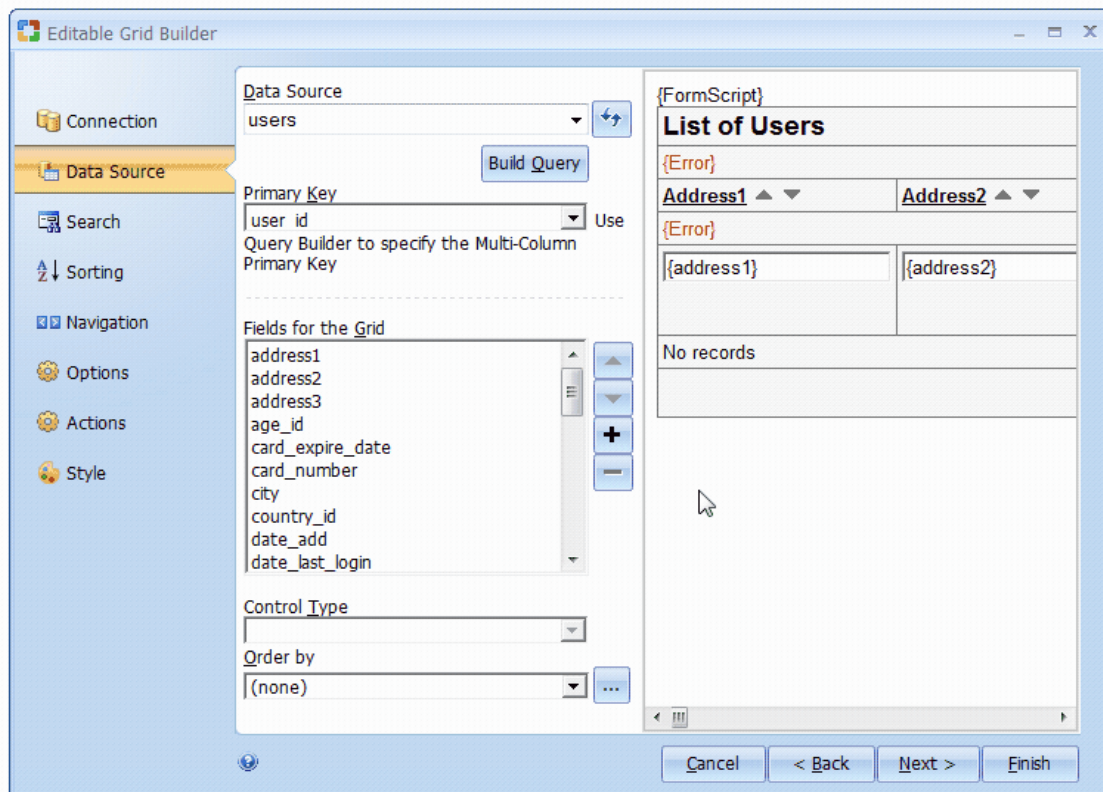 Editable Grid Builder
Connection
Data Source
Search
Sorting
Navigation
Options
Actions
Style
Data Source
users
Build Query
Primary Key
user_id
Use
Query Builder to specify the Multi-Column
Primary Key
Fields for the Grid
address1
address2
address3
age_id
card_expire_date
card_number
city
country_id
date_add
date_last_login
Control Type
Order by
(none)
...
{FormScript}
List of Users
{Error}
Address1 Address2
{Error}
{address1} {address2}
No records
Cancel < Back Next > Finish